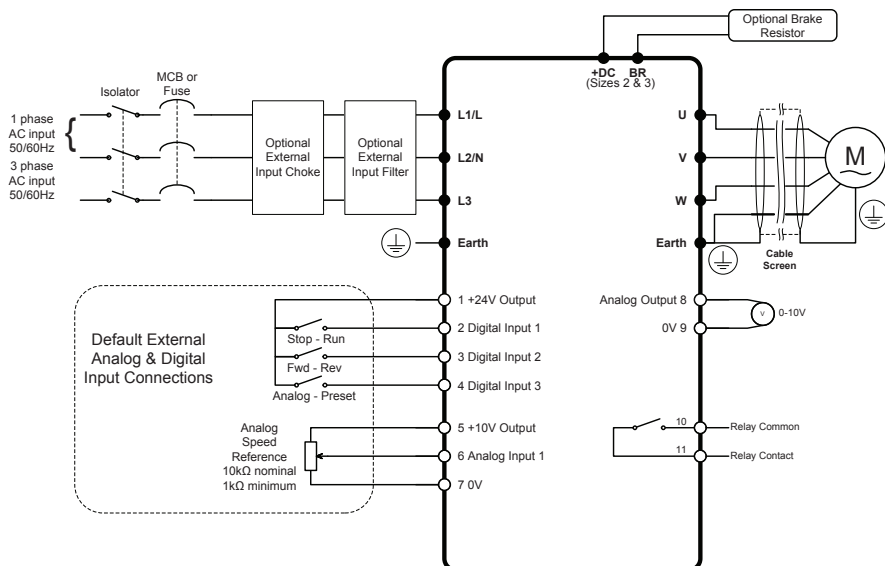 Optional Brake
Resistor
+DC BR
(Sizes 2 & 3)
Isolator
MCB or
Fuse
1 phase
AC input
50/60Hz
3 phase
AC input
50/60Hz
Optional
External
Input Choke
Optional
External
Input Filter
L1/L
L2/N
L3
Earth
U
V
W
Earth
M
Cable
Screen
Default External
Analog & Digital
Input Connections
1 +24V Output
2 Digital Input 1
Stop - Run
3 Digital Input 2
Fwd - Rev
4 Digital Input 3
Analog - Preset
5 +10V Output
6 Analog Input 1
7 0V
Analog
Speed
Reference
10kΩ nominal
1kΩ minimum
Analog Output 8
0V 9
V
0-10V
10
Relay Common
11
Relay Contact